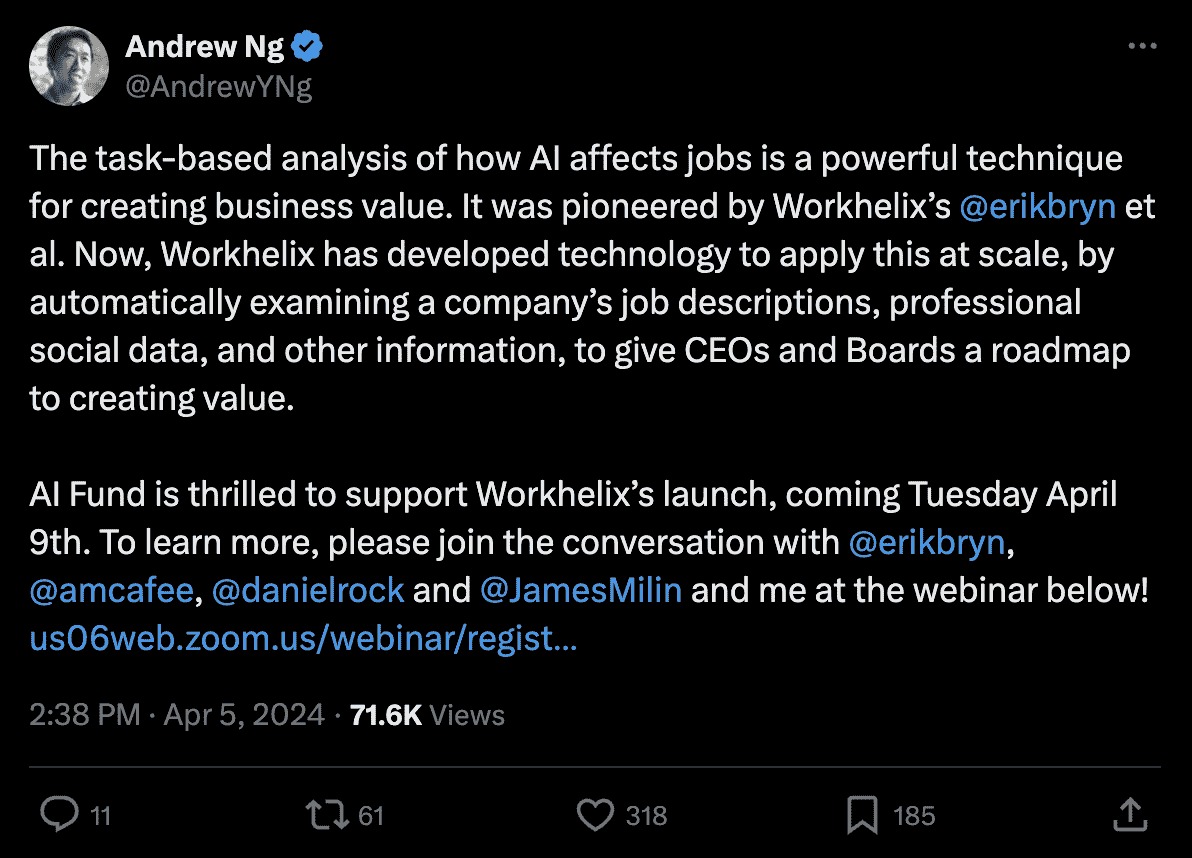 Andrew Ng
@AndrewYNg
The task-based analysis of how AI affects jobs is a powerful technique
for creating business value. It was pioneered by Workhelix’s @erikbryn et
al. Now, Workhelix has developed technology to apply this at scale, by
automatically examining a company’s job descriptions, professional
social data, and other information, to give CEOs and Boards a roadmap
to creating value.
AI Fund is thrilled to support Workhelix’s launch, coming Tuesday April
9th. To learn more, please join the conversation with @erikbryn,
@amcafee, @danielrock and @JamesMilin and me at the webinar below!
us06web.zoom.us/webinar/regist…
2:38 PM · Apr 5, 2024 · 71.6K Views
11 61 318 185